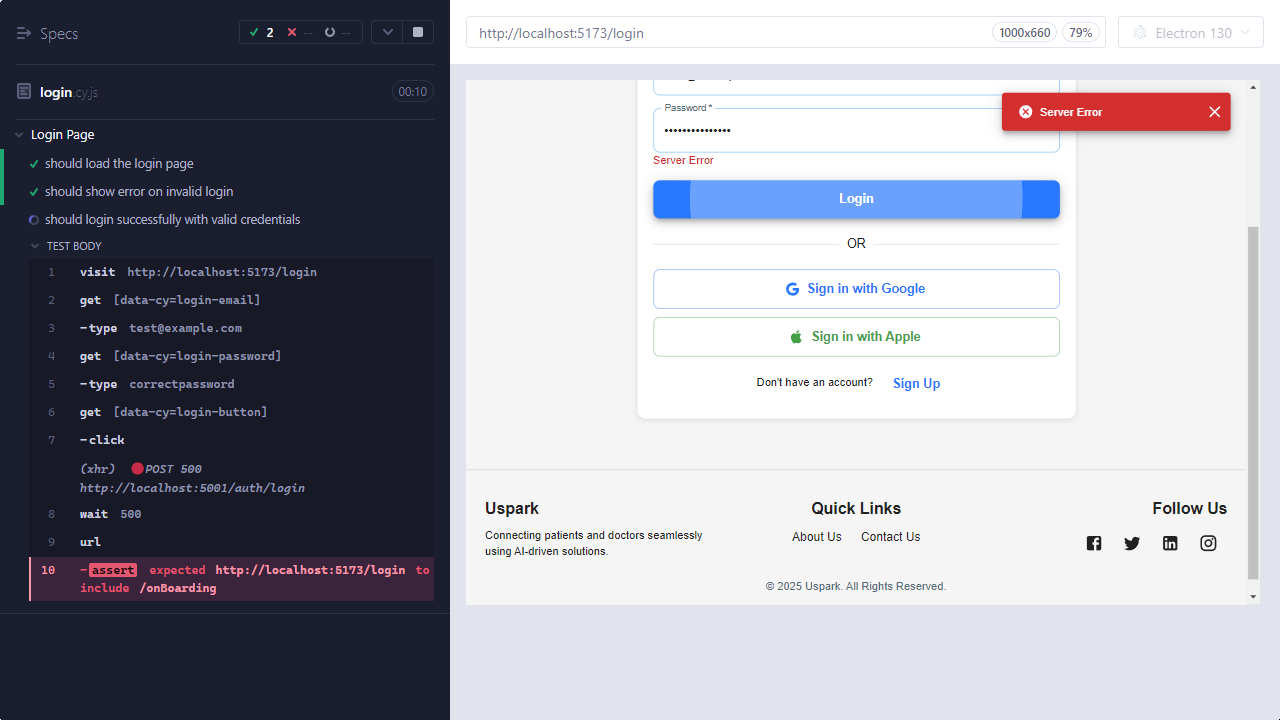 Specs
2
--
--
http://localhost:5173/login
1000x660
79%
Electron 130
login.cy.js
00:10
Login Page
should load the login page
should show error on invalid login
should login successfully with valid credentials
TEST BODY
1 visit http://localhost:5173/login
2 get [data-cy=login-email]
3 -type test@example.com
4 get [data-cy=login-password]
5 -type correctpassword
6 get [data-cy=login-button]
7 -click
(xhr) POST 500
http://localhost:5001/auth/login
8 wait 500
9 url
10 -assert expected http://localhost:5173/login to
include /onBoarding
Server Error
Password *
•••••••••••••••
Server Error
Login
OR
Sign in with Google
Sign in with Apple
Don't have an account? Sign Up
Uspark
Connecting patients and doctors seamlessly
using AI-driven solutions.
Quick Links
About Us Contact Us
Follow Us
© 2025 Uspark. All Rights Reserved.